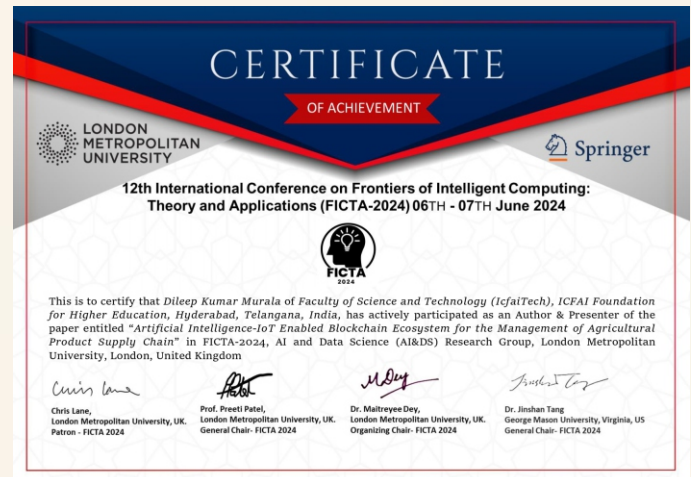 CERTIFICATE
OF ACHIEVEMENT
LONDON
METROPOLITAN
UNIVERSITY
Springer
12th International Conference on Frontiers of Intelligent Computing:
Theory and Applications (FICTA-2024) 06TH - 07TH June 2024
FICTA
2024
This is to certify that Dileep Kumar Murala of Faculty of Science and Technology (IcfaiTech), ICFAI Foundation
for Higher Education, Hyderabad, Telangana, India, has actively participated as an Author & Presenter of the
paper entitled “Artificial Intelligence-IoT Enabled Blockchain Ecosystem for the Management of Agricultural
Product Supply Chain” in FICTA-2024, AI and Data Science (AI&DS) Research Group, London Metropolitan
University, London, United Kingdom
Chris Lane
M Dey
Jinshan Tang
Chris Lane,
London Metropolitan University, UK.
Patron - FICTA 2024
Prof. Preeti Patel,
London Metropolitan University, UK.
General Chair- FICTA 2024
Dr. Maitreyee Dey,
London Metropolitan University, UK.
Organizing Chair- FICTA 2024
Dr. Jinshan Tang
George Mason University, Virginia, US
General Chair- FICTA 2024